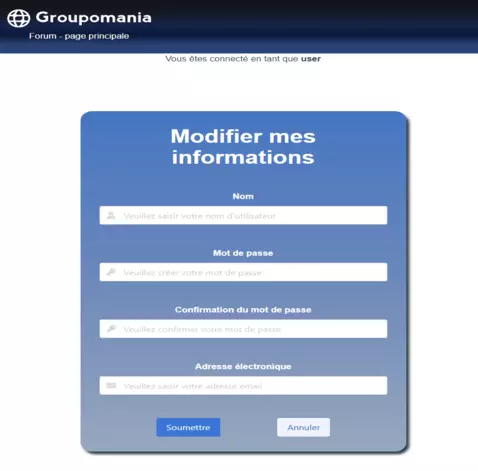 Groupomania
Forum - page principale
Vous êtes connecté en tant que user
Modifier mes
informations
Nom
Veuillez saisir votre nom d'utilisateur
Mot de passe
Veuillez créer votre mot de passe
Confirmation du mot de passe
Veuillez confirmer votre mot de passe
Adresse électronique
Veuillez saisir votre adresse email
Soumettre
Annuler